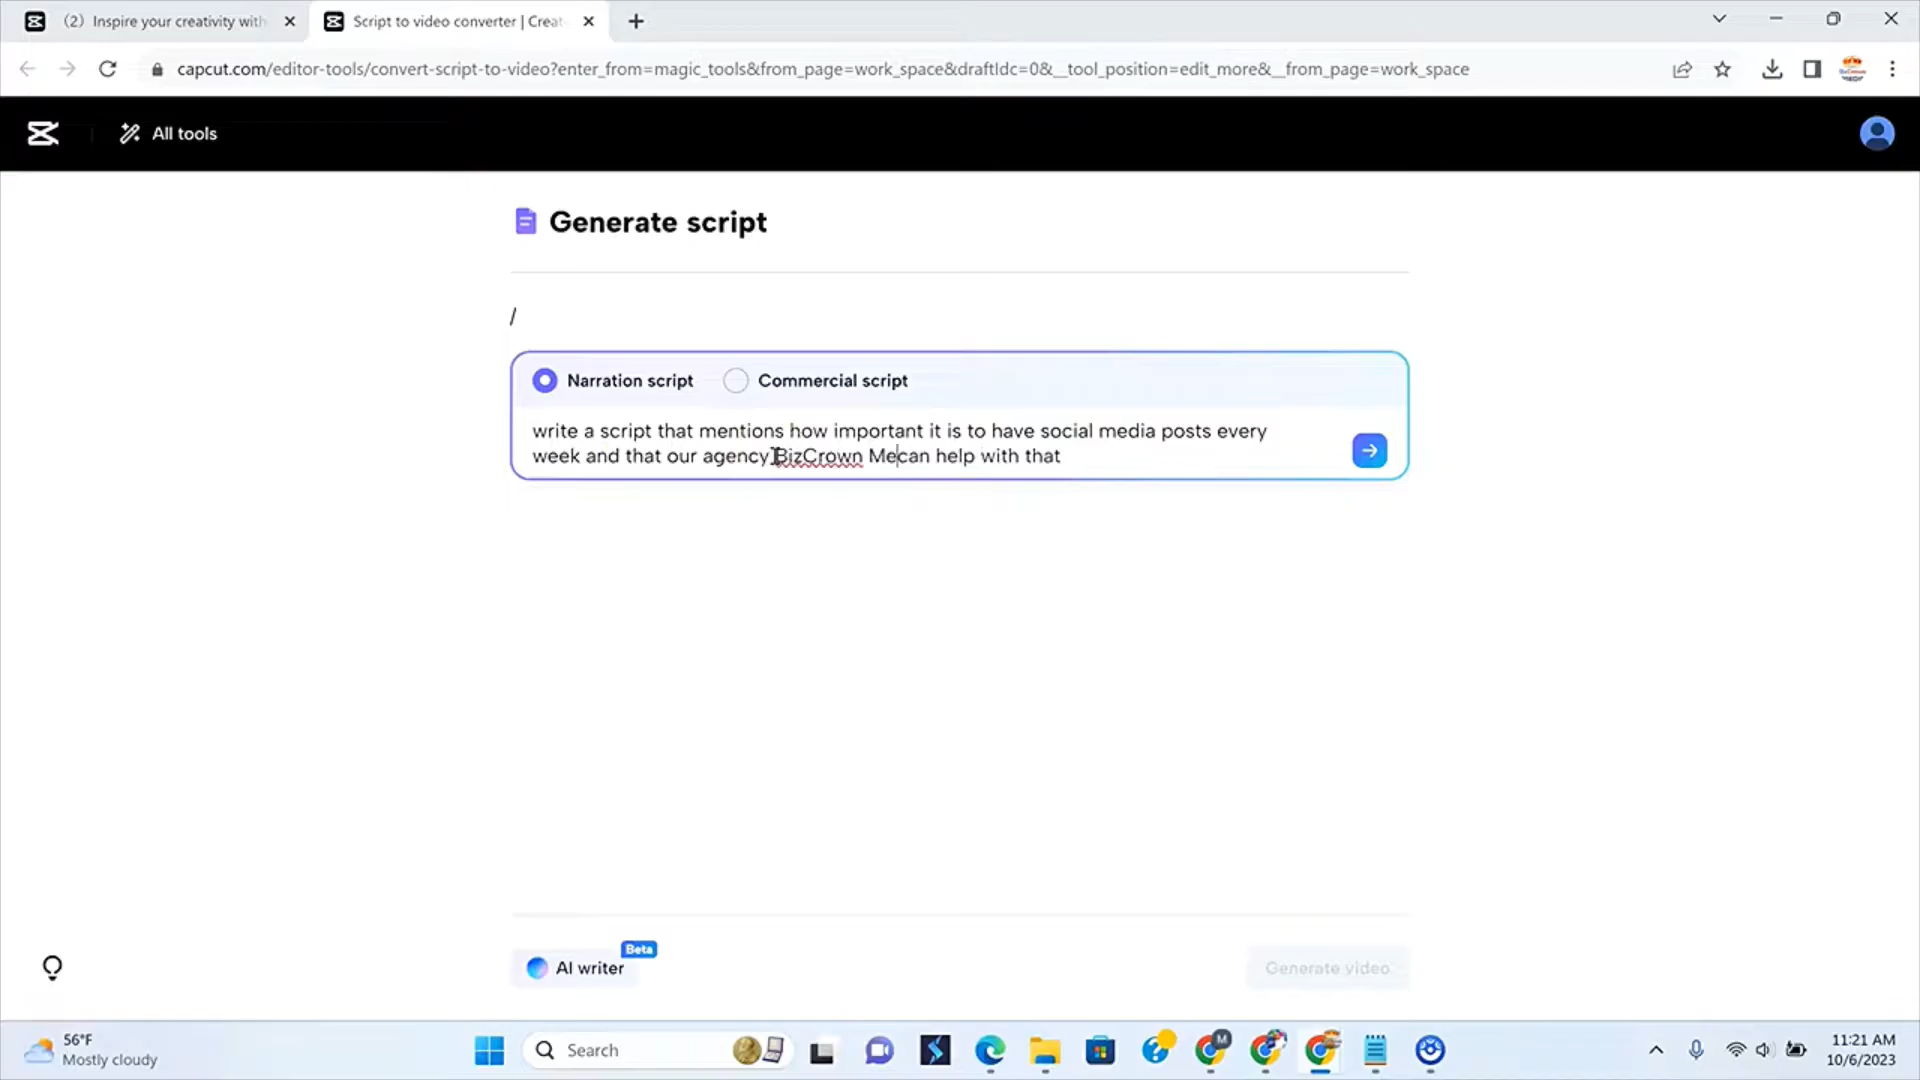 (2) Inspire your creativity with
Script to video converter | Creat
capcut.com/editor-tools/convert-script-to-video?enter_from=magic_tools&from_page=work_space&draftIdc=0&__tool_position=edit_more&__from_page=work_space
All tools
Generate script
/
Narration script
Commercial script
write a script that mentions how important it is to have social media posts every
week and that our agency BizCrown Mecan help with that
Beta
AI writer
Generate video
56°F
Mostly cloudy
Search
M
11:21 AM
10/6/2023